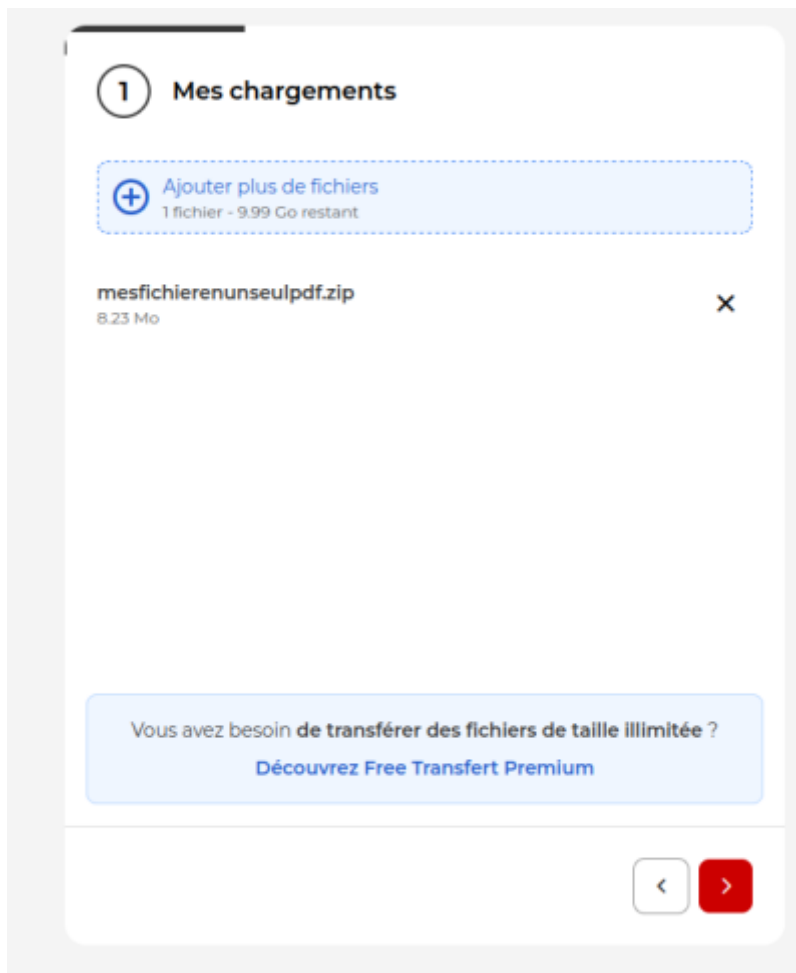 1 Mes chargements
Ajouter plus de fichiers
1 fichier - 9.99 Go restant
mesfichierenunseulpdf.zip
8.23 Mo
Vous avez besoin de transférer des fichiers de taille illimitée ?
Découvrez Free Transfert Premium